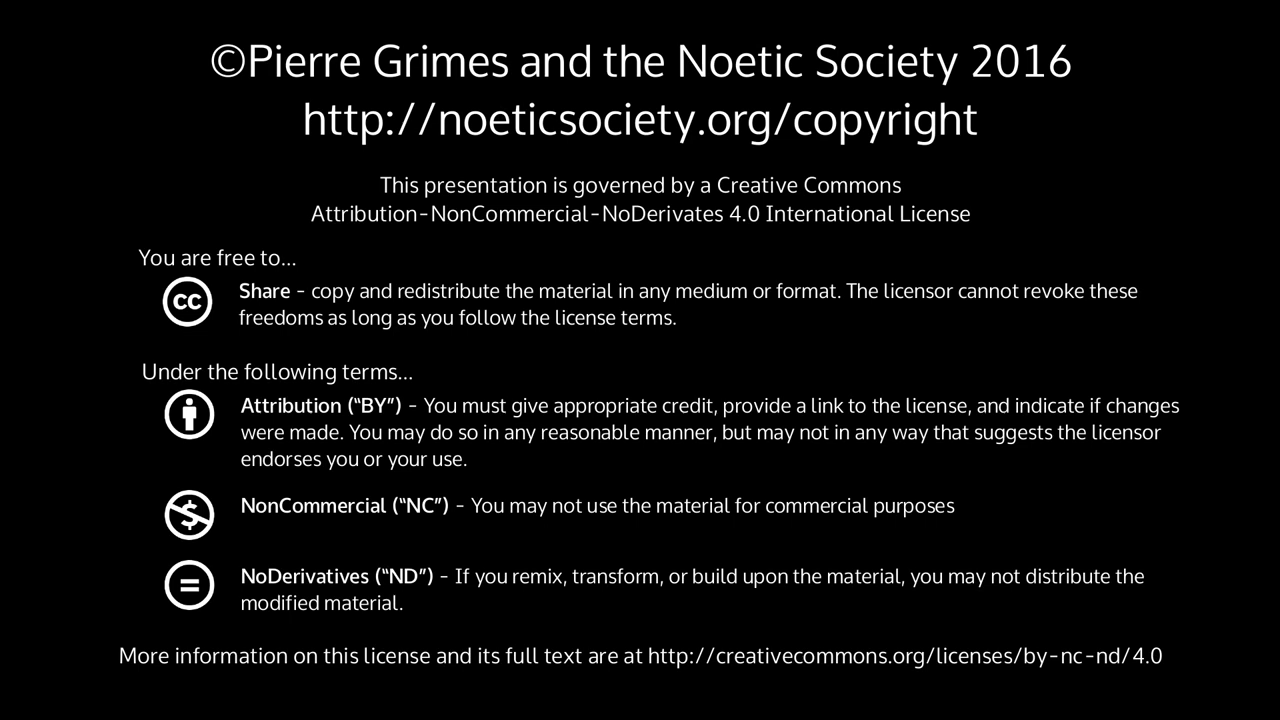 ©Pierre Grimes and the Noetic Society 2016
http://noeticsociety.org/copyright
This presentation is governed by a Creative Commons
Attribution-NonCommercial-NoDerivates 4.0 International License
You are free to...
cc
Share - copy and redistribute the material in any medium or format. The licensor cannot revoke these
freedoms as long as you follow the license terms.
Under the following terms...
Attribution (“BY”) - You must give appropriate credit, provide a link to the license, and indicate if changes
were made. You may do so in any reasonable manner, but may not in any way that suggests the licensor
endorses you or your use.
NonCommercial (“NC”) - You may not use the material for commercial purposes
NoDerivatives (“ND”) - If you remix, transform, or build upon the material, you may not distribute the
modified material.
More information on this license and its full text are at http://creativecommons.org/licenses/by-nc-nd/4.0